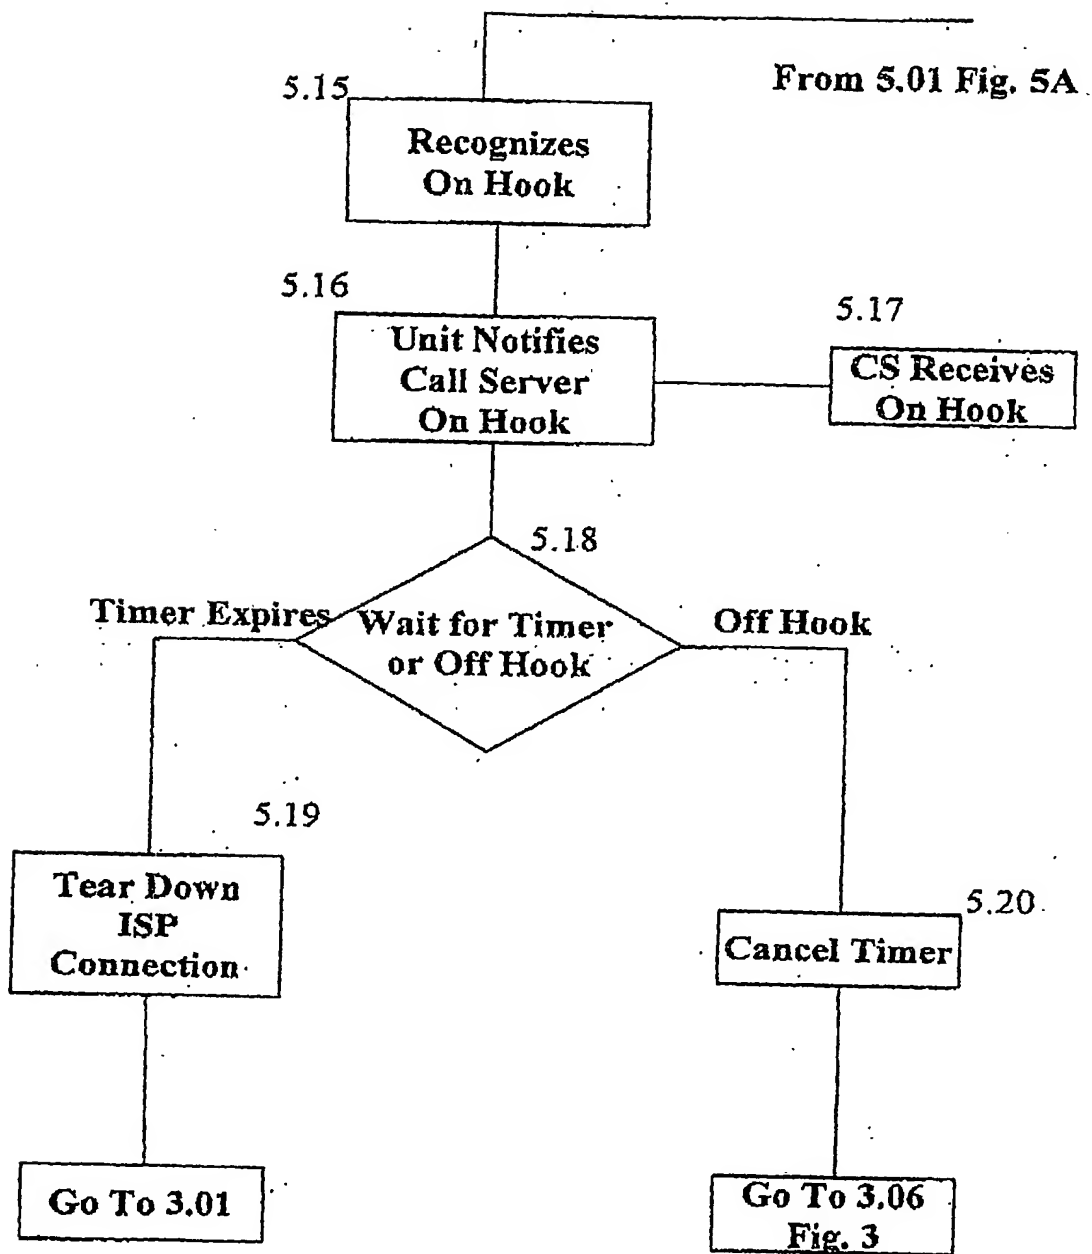 From 5.01 Fig. 5A
5.15
Recognizes
On Hook
5.16
Unit Notifies
Call Server
On Hook
5.17
CS Receives
On Hook
5.18
Timer Expires
Wait for Timer
or Off Hook
Off Hook
5.19
Tear Down
ISP
Connection
5.20
Cancel Timer
Go To 3.01
Go To 3.06
Fig. 3